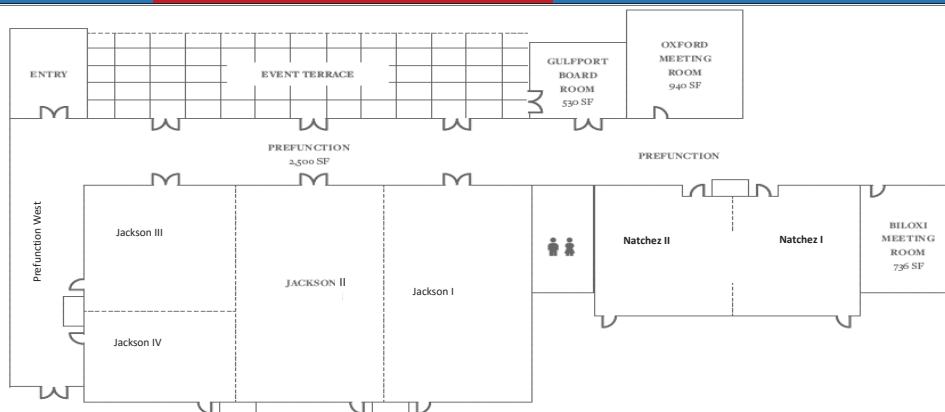 ENTRY
EVENT TERRACE
GULFPORT
BOARD
ROOM
530 SF
OXFORD
MEETING
ROOM
940 SF
PREFUNCTION
2,500 SF
PREFUNCTION
Prefunction West
Jackson III
JACKSON II
Jackson I
Jackson IV
Natchez II
Natchez I
BILOXI
MEETING
ROOM
736 SF